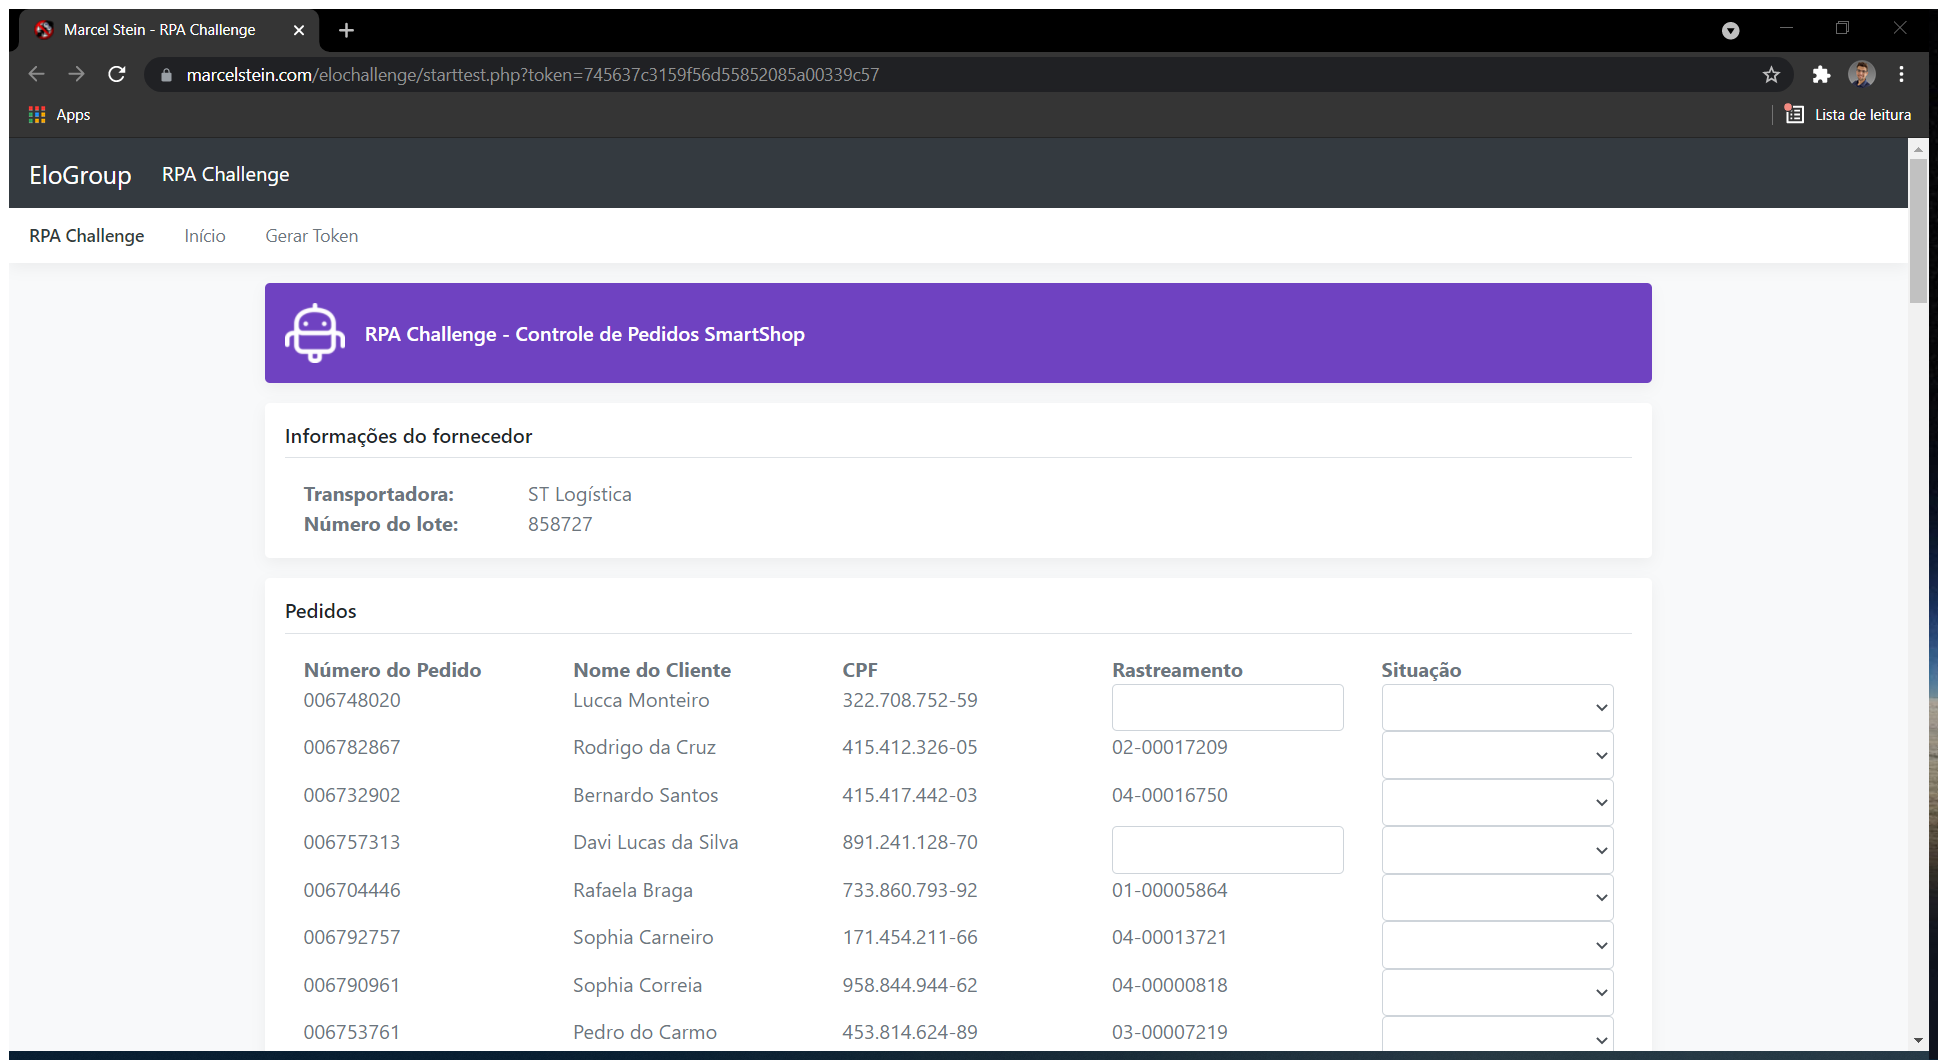 Marcel Stein - RPA Challenge
marcelstein.com/elochallenge/starttest.php?token=745637c3159f56d55852085a00339c57
Apps
Lista de leitura
EloGroup RPA Challenge
RPA Challenge Início Gerar Token
RPA Challenge - Controle de Pedidos SmartShop
Informações do fornecedor
Transportadora: ST Logística
Número do lote: 858727
Pedidos
Número do Pedido Nome do Cliente CPF Rastreamento Situação
006748020 Lucca Monteiro 322.708.752-59
006782867 Rodrigo da Cruz 415.412.326-05 02-00017209
006732902 Bernardo Santos 415.417.442-03 04-00016750
006757313 Davi Lucas da Silva 891.241.128-70
006704446 Rafaela Braga 733.860.793-92 01-00005864
006792757 Sophia Carneiro 171.454.211-66 04-00013721
006790961 Sophia Correia 958.844.944-62 04-00000818
006753761 Pedro do Carmo 453.814.624-89 03-00007219